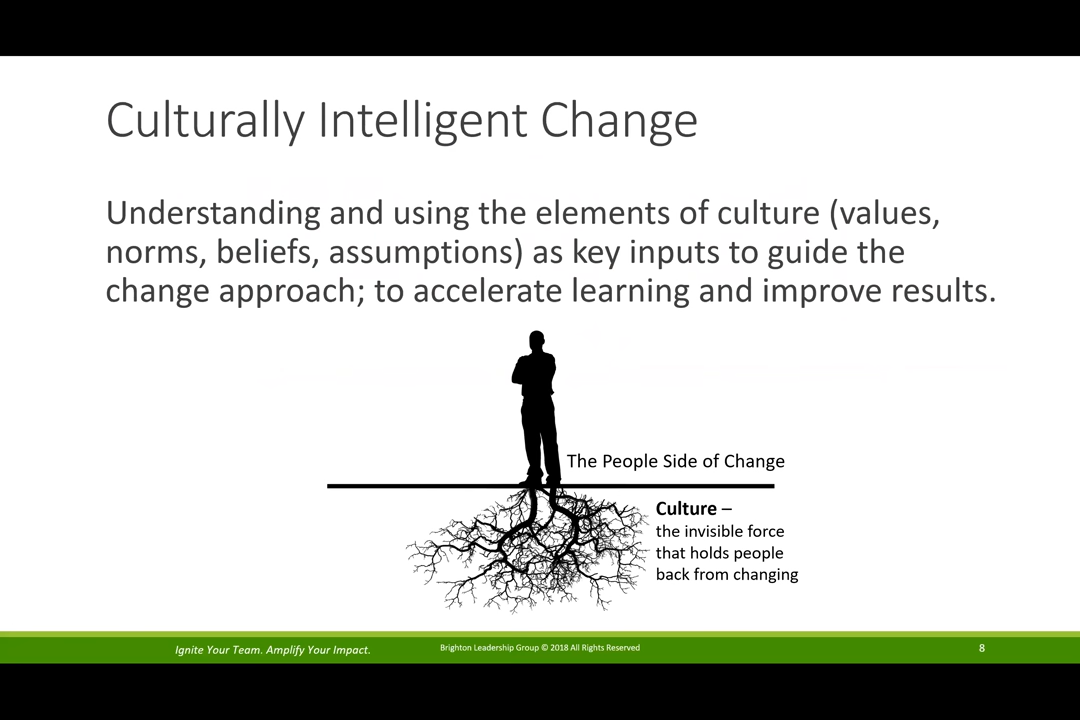 Culturally Intelligent Change
Understanding and using the elements of culture (values,
norms, beliefs, assumptions) as key inputs to guide the
change approach; to accelerate learning and improve results.
The People Side of Change
Culture –
the invisible force
that holds people
back from changing
Ignite Your Team. Amplify Your Impact.
Brighton Leadership Group © 2018 All Rights Reserved
8